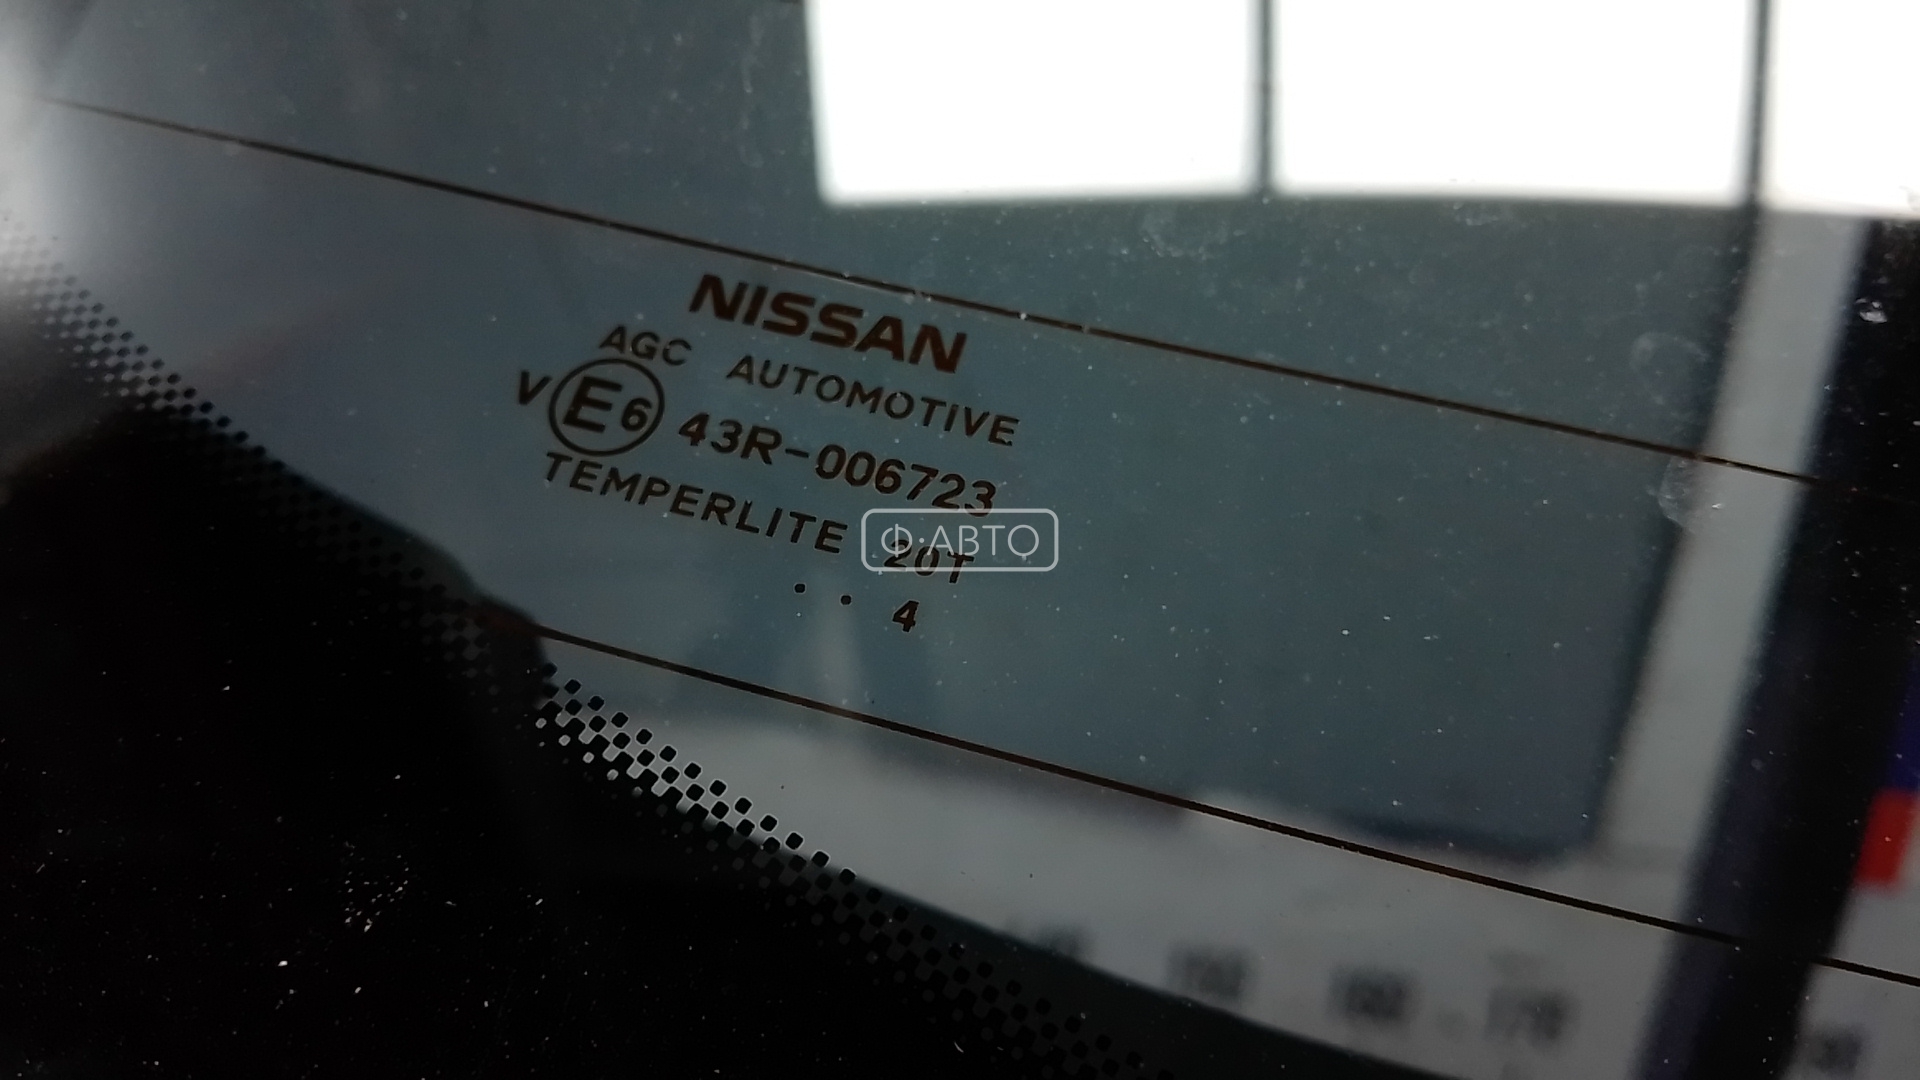 NISSAN
AGC AUTOMOTIVE
V E6 43R-006723
TEMPERLITE 20T
. . 4
Ф·АВТО